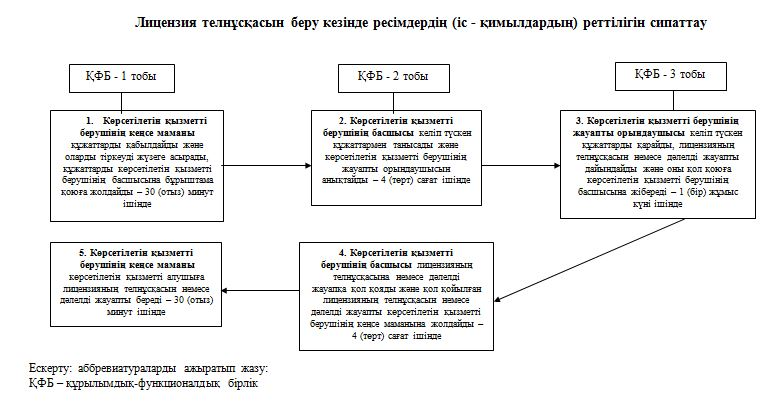 Лицензия телнұсқасын беру кезінде ресімдердің (іс - қимылдардың) реттілігін сипаттау
ҚФБ - 1 тобы
ҚФБ - 2 тобы
ҚФБ - 3 тобы
1. Көрсетілетін қызметті
берушінің кеңсе маманы
құжаттарды қабылдайды және
оларды тіркеуді жүзеге асырады,
құжаттарды көрсетілетін қызметті
берушінің басшысына бұрыштама
қоюға жолдайды – 30 (отыз) минут
ішінде
2. Көрсетілетін қызметті
берушінің басшысы келіп түскен
құжаттармен танысады және
көрсетілетін қызметті берушінің
жауапты орындаушысын
анықтайды – 4 (төрт) сағат ішінде
3. Көрсетілетін қызметті берушінің
жауапты орындаушысы келіп түскен
құжаттарды қарайды, лицензияның
телнұсқасын немесе дәлелді жауапты
дайындайды және оны қол қоюға
көрсетілетін қызметті берушінің
басшысына жібереді – 1 (бір) жұмыс
күні ішінде
5. Көрсетілетін қызметті
берушінің кеңсе маманы
көрсетілетін қызметті алушыға
лицензияның телнұсқасын немесе
дәлелді жауапты береді – 30 (отыз)
минут ішінде
4. Көрсетілетін қызметті
берушінің басшысы лицензияның
телнұсқасына немесе дәлелді
жауапқа қол қояды және қол қойылған
лицензияның телнұсқасын немесе
дәлелді жауапты көрсетілетін қызметті
берушінің кеңсе маманына жолдайды –
4 (төрт) сағат ішінде
Ескерту: аббревиатураларды ажыратып жазу:
ҚФБ – құрылымдық-функционалдық бірлік